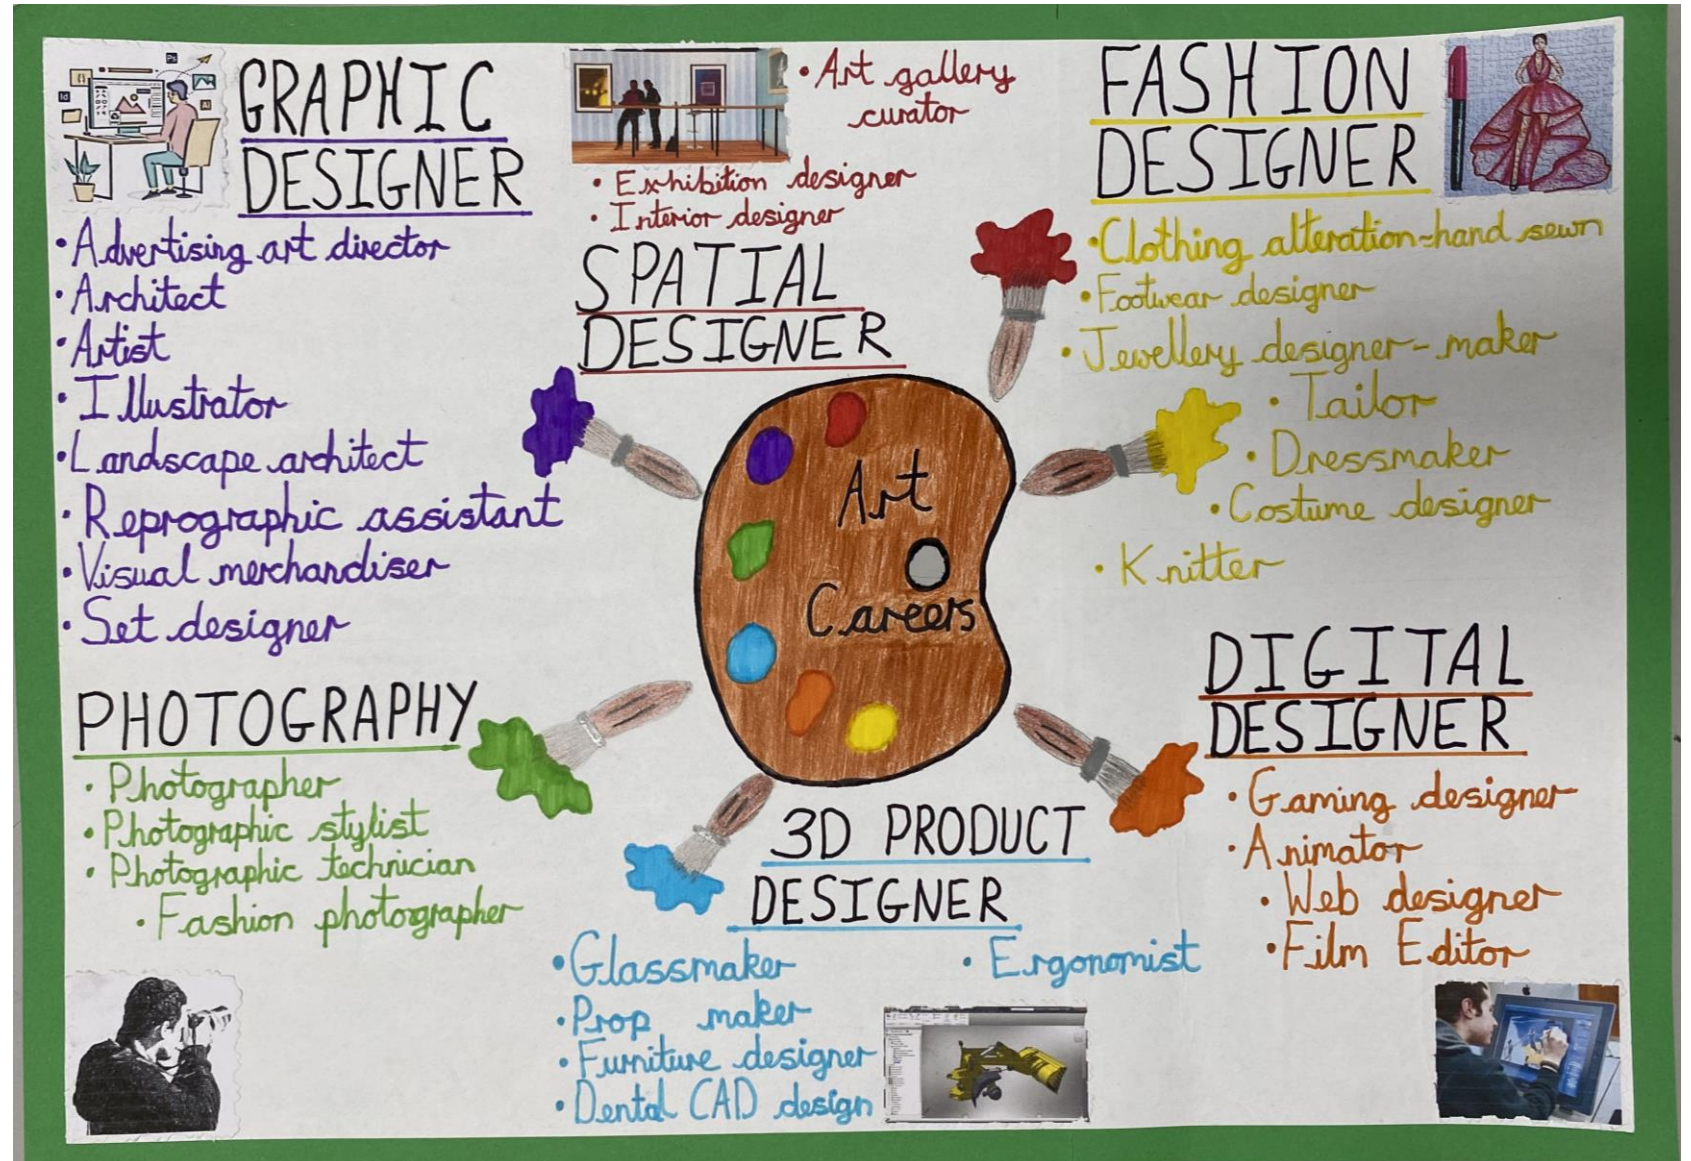 GRAPHIC
DESIGNER
• Advertising art director
• Architect
• Artist
• Illustrator
• Landscape architect
• Reprographic assistant
• Visual merchandiser
• Set designer
• Art gallery
curator
• Exhibition designer
• Interior designer
SPATIAL
DESIGNER
FASHION
DESIGNER
• Clothing alteration-hand sewn
• Footwear designer
• Jewellery designer-maker
• Tailor
• Dressmaker
• Costume designer
• Knitter
Art
Careers
PHOTOGRAPHY
• Photographer
• Photographic stylist
• Photographic technician
• Fashion photographer
3D PRODUCT
DESIGNER
• Glassmaker
• Ergonomist
• Prop maker
• Furniture designer
• Dental CAD design
DIGITAL
DESIGNER
• Gaming designer
• Animator
• Web designer
• Film Editor